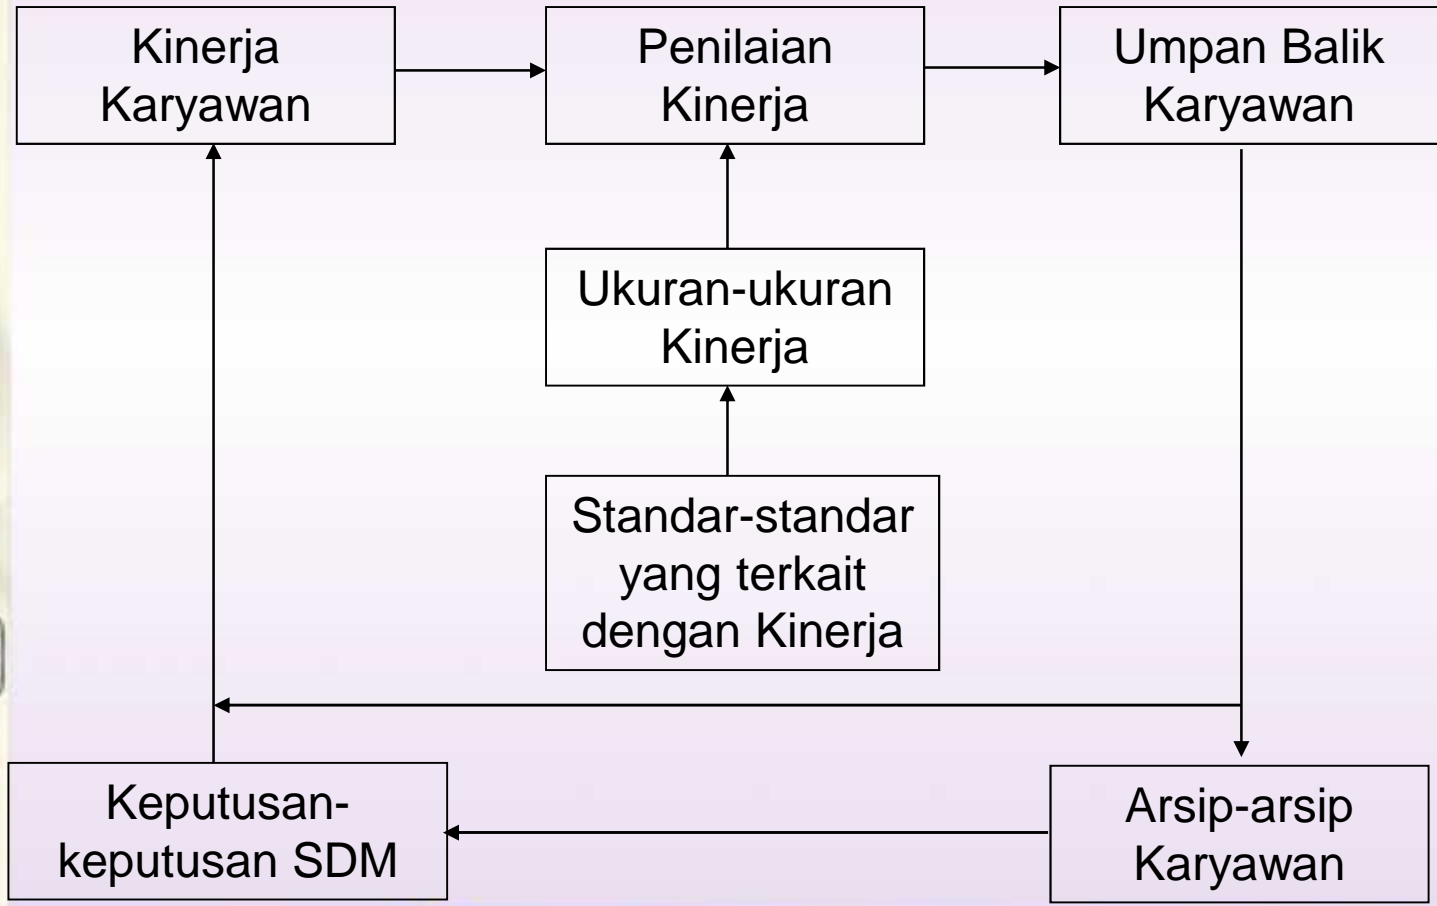 Kinerja
Karyawan
Penilaian
Kinerja
Umpan Balik
Karyawan
Ukuran-ukuran
Kinerja
Standar-standar
yang terkait
dengan Kinerja
Keputusan-
keputusan SDM
Arsip-arsip
Karyawan